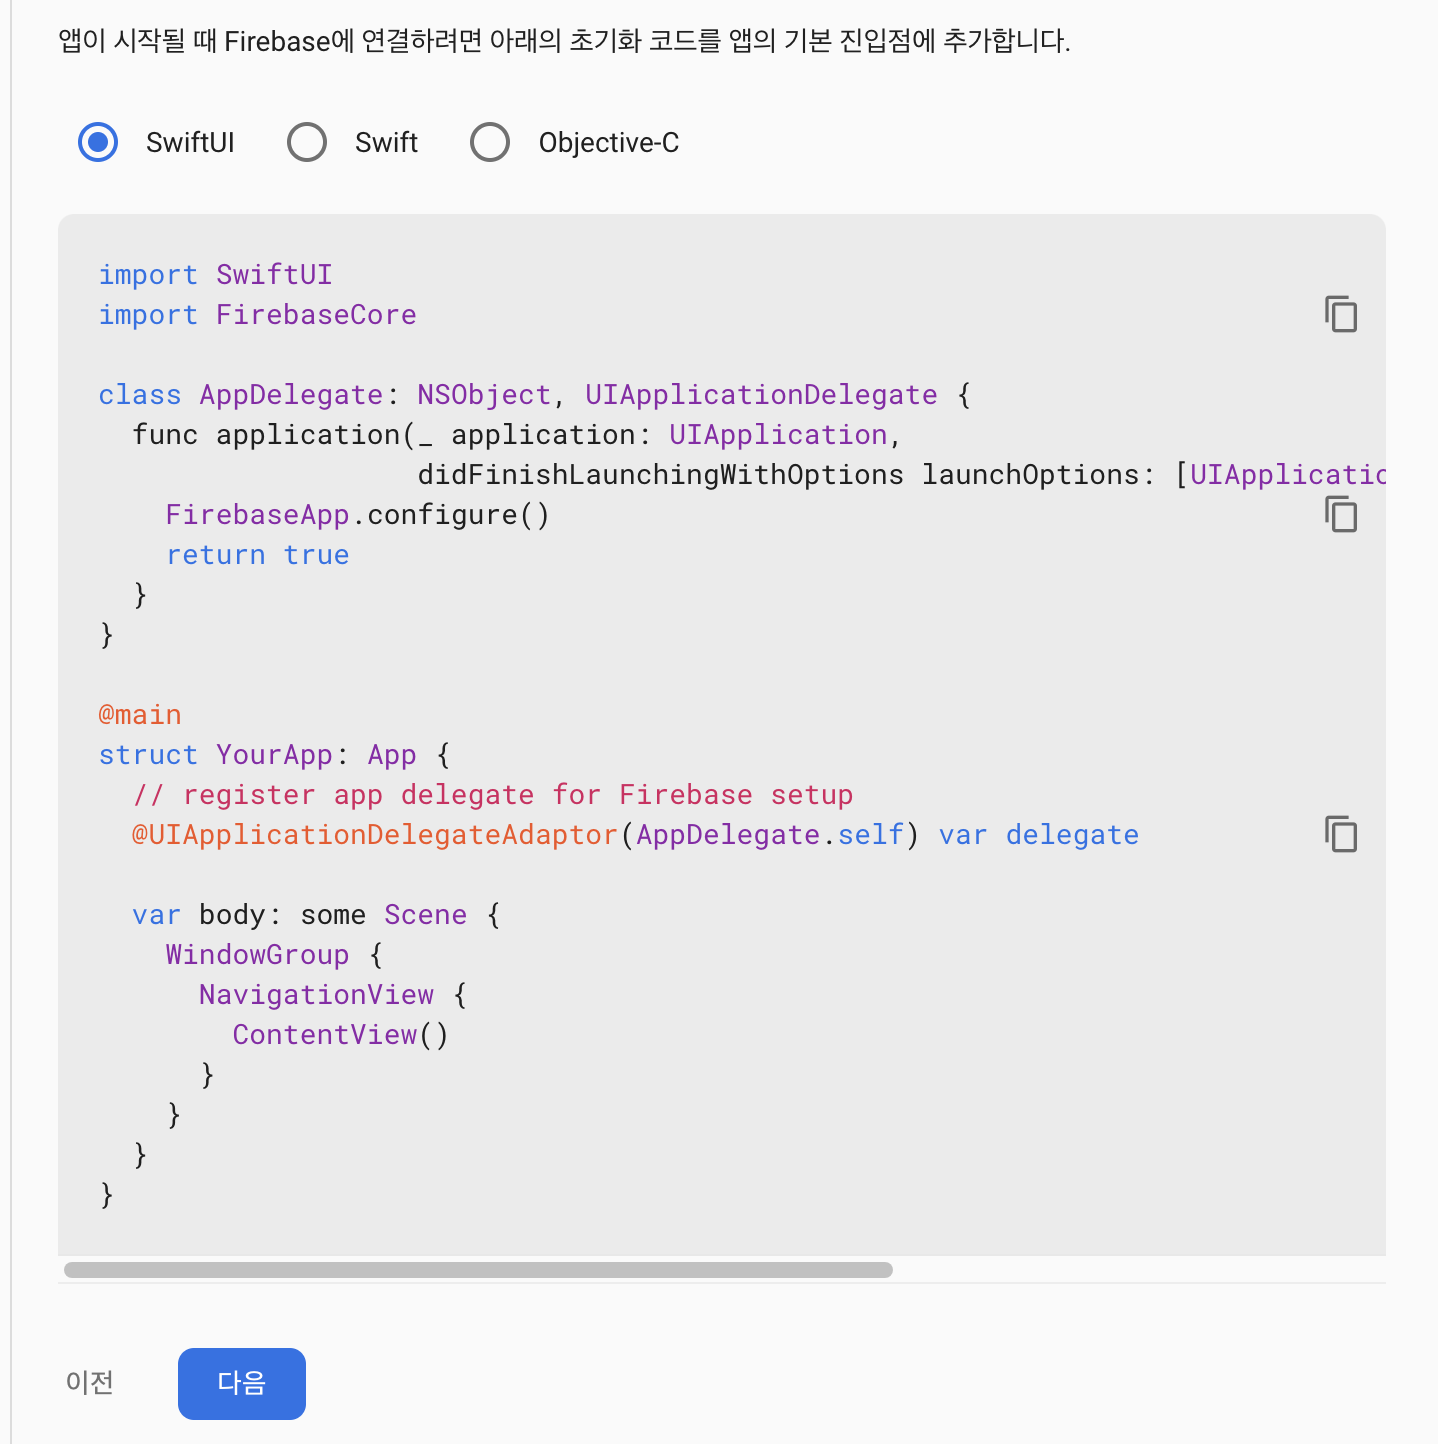 앱이 시작될 때 Firebase에 연결하려면 아래의 초기화 코드를 앱의 기본 진입점에 추가합니다.
SwiftUI Swift Objective-C
import SwiftUI
import FirebaseCore
class AppDelegate: NSObject, UIApplicationDelegate {
func application(_ application: UIApplication,
didFinishLaunchingWithOptions launchOptions: [UIApplicatio
FirebaseApp.configure()
return true
}
}
@main
struct YourApp: App {
// register app delegate for Firebase setup
@UIApplicationDelegateAdaptor(AppDelegate.self) var delegate
var body: some Scene {
WindowGroup {
NavigationView {
ContentView()
}
}
}
}
이전 다음